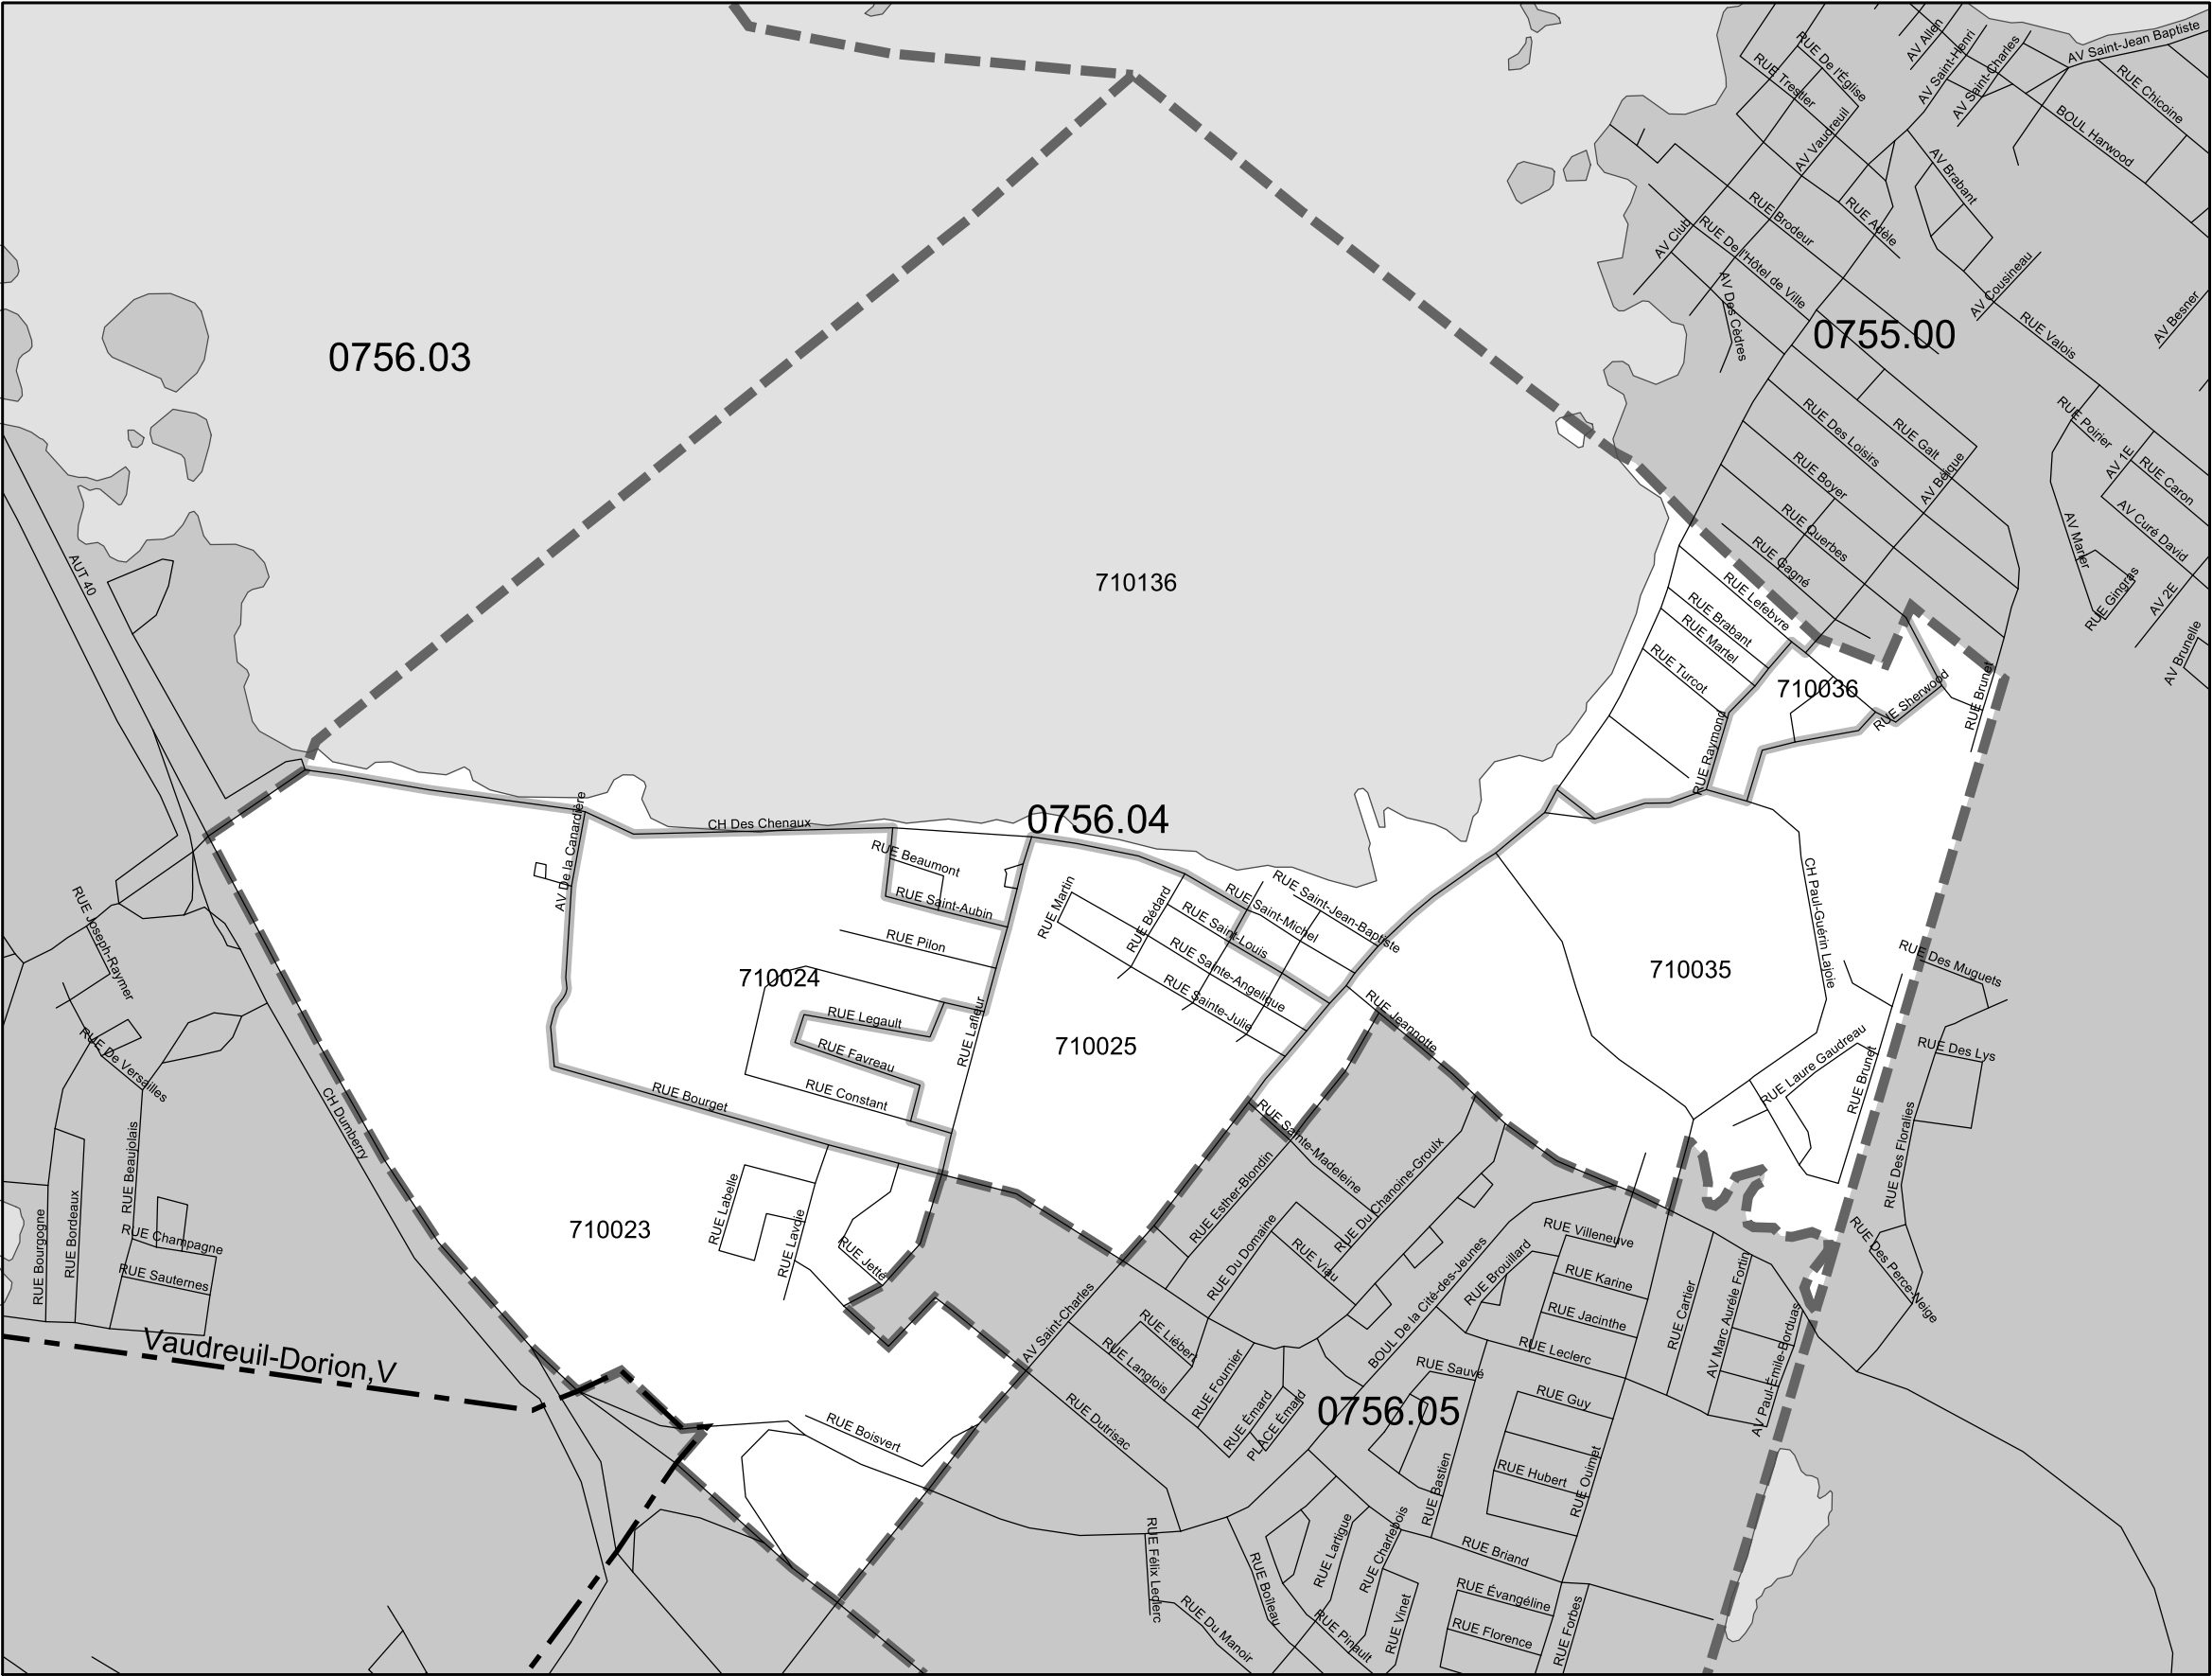 AV Allen
AV Saint-Henri
AV Saint-Charles
AV Saint-Jean Baptiste
RUE De l'Église
RUE Trestler
RUE Chicoine
BOUL Harwood
AV Vaudreuil
AV Brabant
RUE Brodeur
RUE Adèle
AV Club
RUE De l'Hôtel de Ville
AV Des Cèdres
AV Cousineau
AV Besner
RUE Valois
0756.03
0755.00
RUE Poirier
RUE Des Loisirs
RUE Galt
AV 1E
RUE Caron
RUE Boyer
AV Bélique
AV Curé David
RUE Querbes
AV Marier
RUE Gagné
AUT 40
710136
RUE Lefebvre
RUE Gingras
AV 2E
RUE Brabant
RUE Martel
AV Brunelle
RUE Turcot
710036
RUE Sherwood
RUE Brunet
RUE Raymond
CH Des Chenaux
0756.04
AV De la Canardière
RUE Beaumont
RUE Saint-Aubin
RUE Martin
RUE Bédard
RUE Saint-Michel
RUE Saint-Jean-Baptiste
RUE Saint-Louis
CH Paul-Guérin Lajoie
RUE Joseph-Raymer
RUE Pilon
RUE Sainte-Angelique
RUE Sainte-Julie
710024
710035
RUE Des Muguets
RUE Legault
RUE Lafleur
RUE Jeannotte
710025
RUE Favreau
RUE De Versailles
RUE Constant
RUE Bourget
RUE Laure Gaudreau
RUE Brunet
RUE Des Lys
CH Dumberry
RUE Sainte-Madeleine
RUE Beaujolais
RUE Esther-Blondin
RUE Du Chanoine-Groulx
RUE Des Floralies
RUE Bourgogne
RUE Bordeaux
RUE Labelle
RUE Lavoie
710023
RUE Champagne
RUE Jetté
RUE Du Domaine
RUE Viau
RUE Villeneuve
RUE Des Perce-Neige
RUE Sauternes
RUE Karine
RUE Brouillard
BOUL De la Cité-des-Jeunes
RUE Jacinthe
RUE Cartier
AV Marc Aurèle Fortin
AV Paul-Émile-Borduas
Vaudreuil-Dorion,V
AV Saint-Charles
RUE Liébert
RUE Langlois
RUE Fournier
RUE Leclerc
RUE Sauvé
RUE Guy
0756.05
RUE Émard
PLACE Émard
RUE Dutrisac
RUE Boisvert
RUE Bastien
RUE Hubert
RUE Ouimet
RUE Félix Leclerc
RUE Boileau
RUE Lartigue
RUE Charlebois
RUE Briand
RUE Évangéline
RUE Du Manoir
RUE Pinault
RUE Vinet
RUE Florence
RUE Forbes